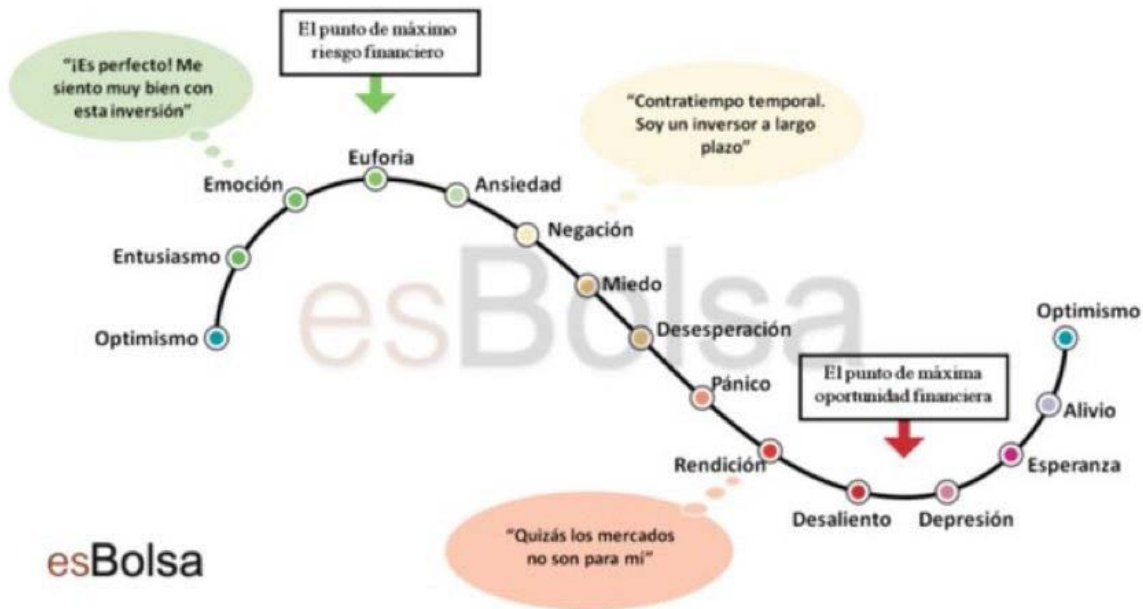 El punto de máximo
riesgo financiero
"¡Es perfecto! Me
siento muy bien con
esta inversión"
"Contratiempo temporal.
Soy un inversor a largo
plazo"
Euforia
Emoción
Ansiedad
Negación
Entusiasmo
Miedo
Optimismo
Desesperación
Optimismo
esBolsa
El punto de máxima
oportunidad financiera
Pánico
Alivio
Rendición
Esperanza
Desaliento
Depresión
"Quizás los mercados
no son para mí"
esBolsa